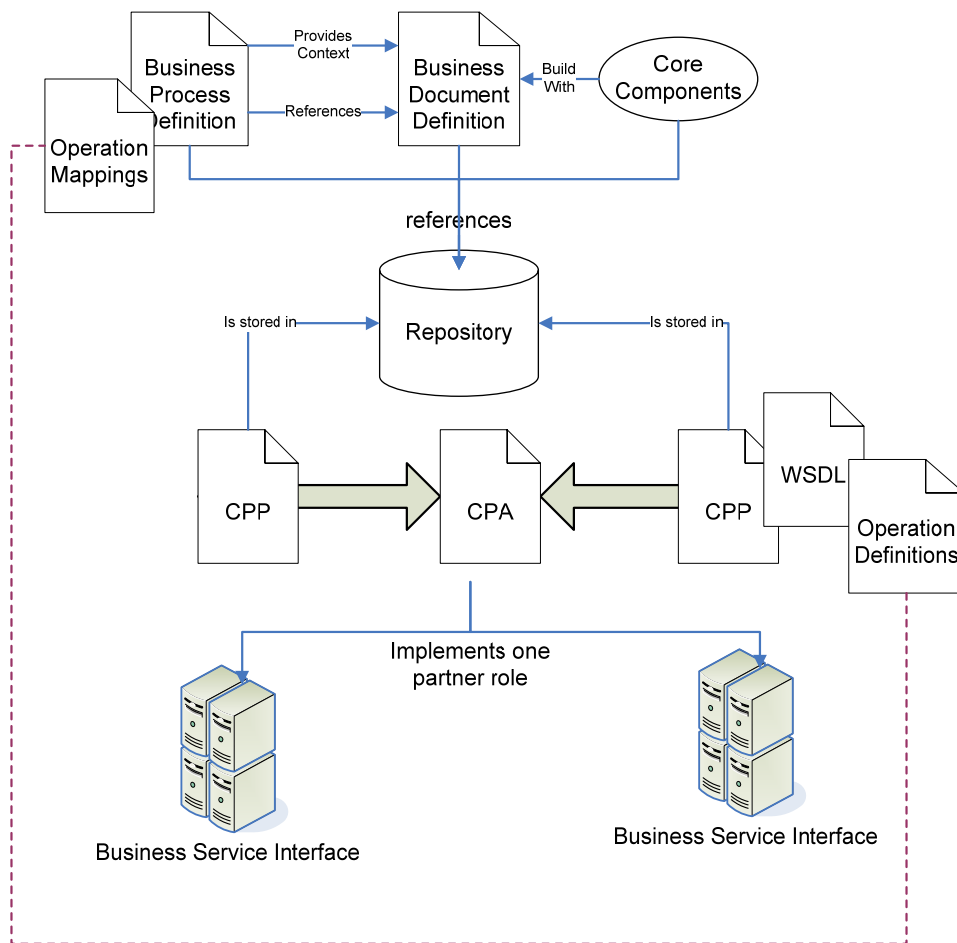 Provides
Context
Business
Process
Definition
Business
Document
Definition
Build
With
Core
Components
References
Operation
Mappings
references
Is stored in
Repository
Is stored in
CPP
CPA
CPP
WSDL
Operation
Definitions
Implements one
partner role
Business Service Interface
Business Service Interface